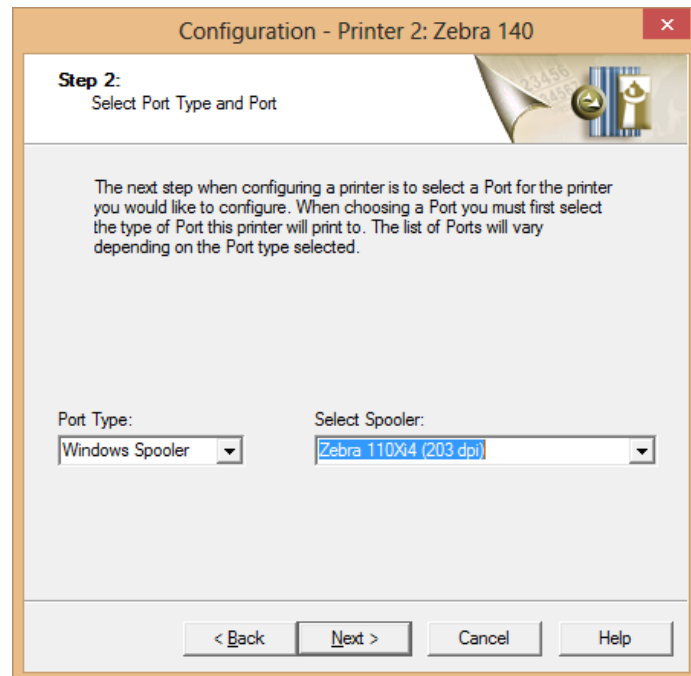 Configuration - Printer 2: Zebra 140
Step 2:
Select Port Type and Port
The next step when configuring a printer is to select a Port for the printer
you would like to configure. When choosing a Port you must first select
the type of Port this printer will print to. The list of Ports will vary
depending on the Port type selected.
Port Type:
Select Spooler:
Windows Spooler
Zebra 110Xi4 (203 dpi)
< Back
Next >
Cancel
Help